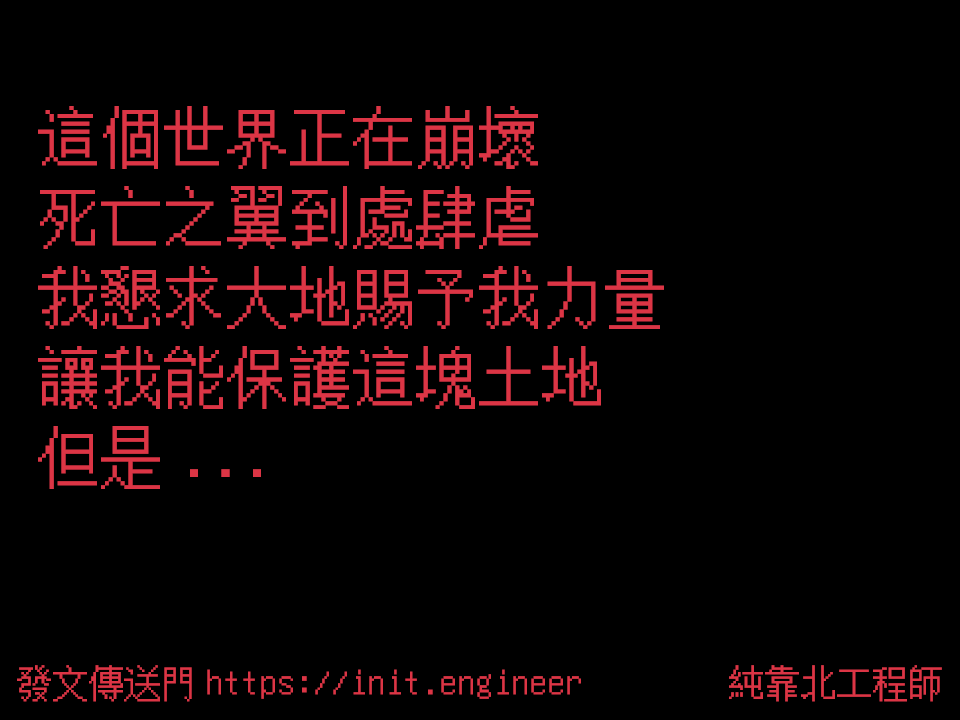 這個世界正在崩壞
死亡之翼到處肆虐
我懇求大地賜予我力量
讓我能保護這塊土地
但是 ...
發文傳送門 https://init.engineer
純靠北工程師